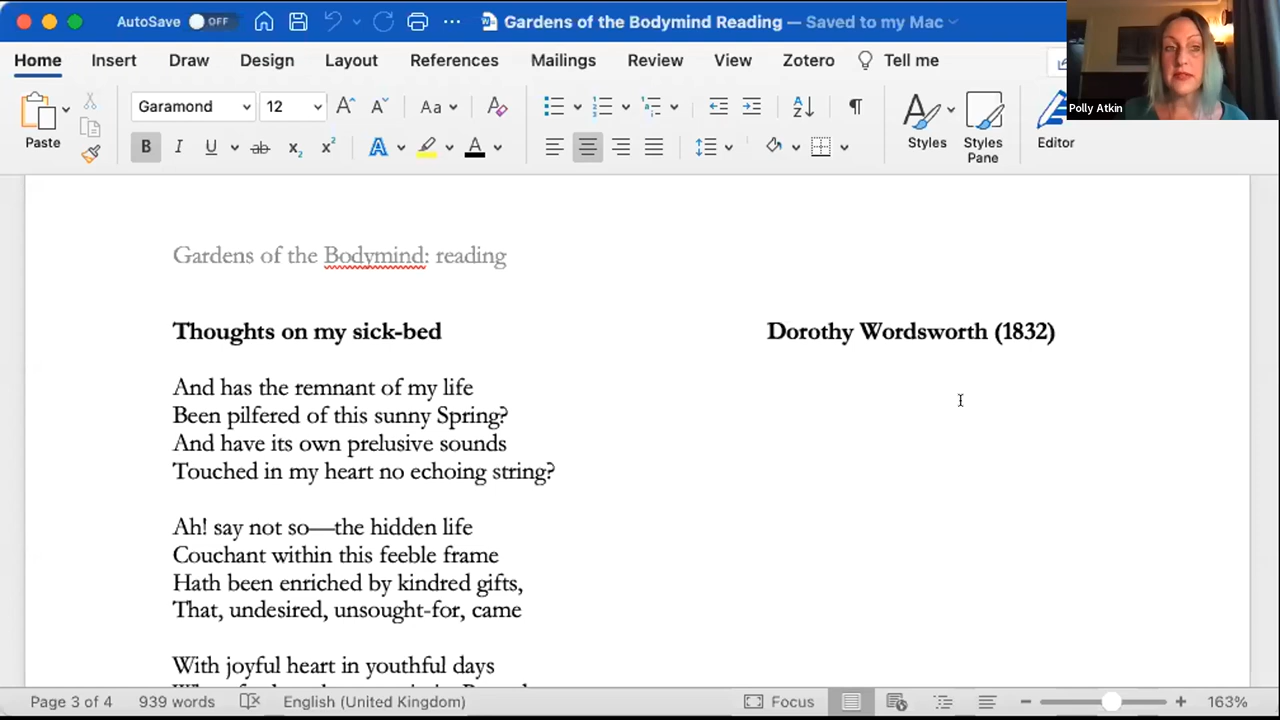 AutoSave OFF
Gardens of the Bodymind Reading — Saved to my Mac
Home Insert Draw Design Layout References Mailings Review View Zotero Tell me
Garamond 12 Aa
Paste
B I U ab x₂ x² A A
Styles
Styles Pane
Editor
Polly Atkin
Gardens of the Bodymind: reading
Thoughts on my sick-bed Dorothy Wordsworth (1832)
And has the remnant of my life
Been pilfered of this sunny Spring?
And have its own prelusive sounds
Touched in my heart no echoing string?
Ah! say not so—the hidden life
Couchant within this feeble frame
Hath been enriched by kindred gifts,
That, undesired, unsought-for, came
With joyful heart in youthful days
Page 3 of 4 939 words English (United Kingdom) Focus 163%